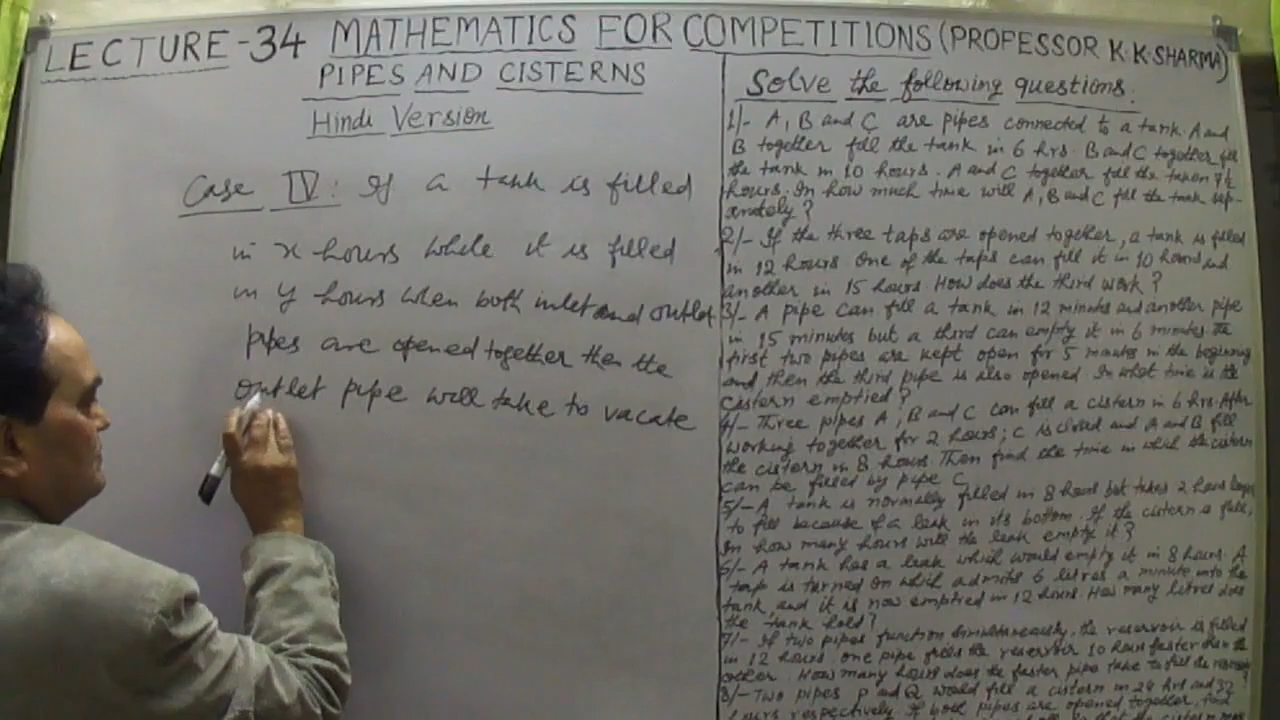 LECTURE-34 MATHEMATICS FOR COMPETITIONS (PROFESSOR K.K.SHARMA)
PIPES AND CISTERNS
Hindi Version
Case IV : If a tank is filled
in x hours while it is filled
in y hours when both inlet and outlet
pipes are opened together then the
outlet pipe will take to vacate
Solve the following questions.
1/- A, B and C are pipes connected to a tank. A and
B together fill the tank in 6 hrs. B and C together fill
the tank in 10 hours. A and C together fill the tank in 7½
hours. In how much time will A, B and C fill the tank sep-
arately?
2/- If the three taps are opened together, a tank is filled
in 12 hours one of the taps can fill it in 10 hours and
another in 15 hours How does the third work?
3/- A pipe can fill a tank in 12 minutes and another pipe
in 15 minutes but a third can empty it in 6 minutes. The
first two pipes are kept open for 5 minutes in the beginning
and then the third pipe is also opened. In what time is the
cistern emptied?
4/- Three pipes A, B and C can fill a cistern in 6 hrs. After
working together for 2 hours; C is closed and A and B fill
the cistern in 8 hours. Then find the time in which the cistern
can be filled by pipe C
5/- A tank is normally filled in 8 hours but takes 2 hours longer
to fill because of a leak in its bottom. If the cistern is full,
In how many hours will the leak empty it?
6/- A tank has a leak which would empty it in 8 hours. A
tap is turned on which admits 6 litres a minute into the
tank, and it is now emptied in 12 hours. How many litres does
the tank hold?
7/- If two pipes function simultaneously, the reservoir is filled
in 12 hours. one pipe fills the reservoir 10 hours faster than the
other. How many hours does the faster pipe take to fill the reservoir?
8/- Two pipes P and Q would fill a cistern in 24 hrs and 32
hours respectively. If both pipes are opened together, find